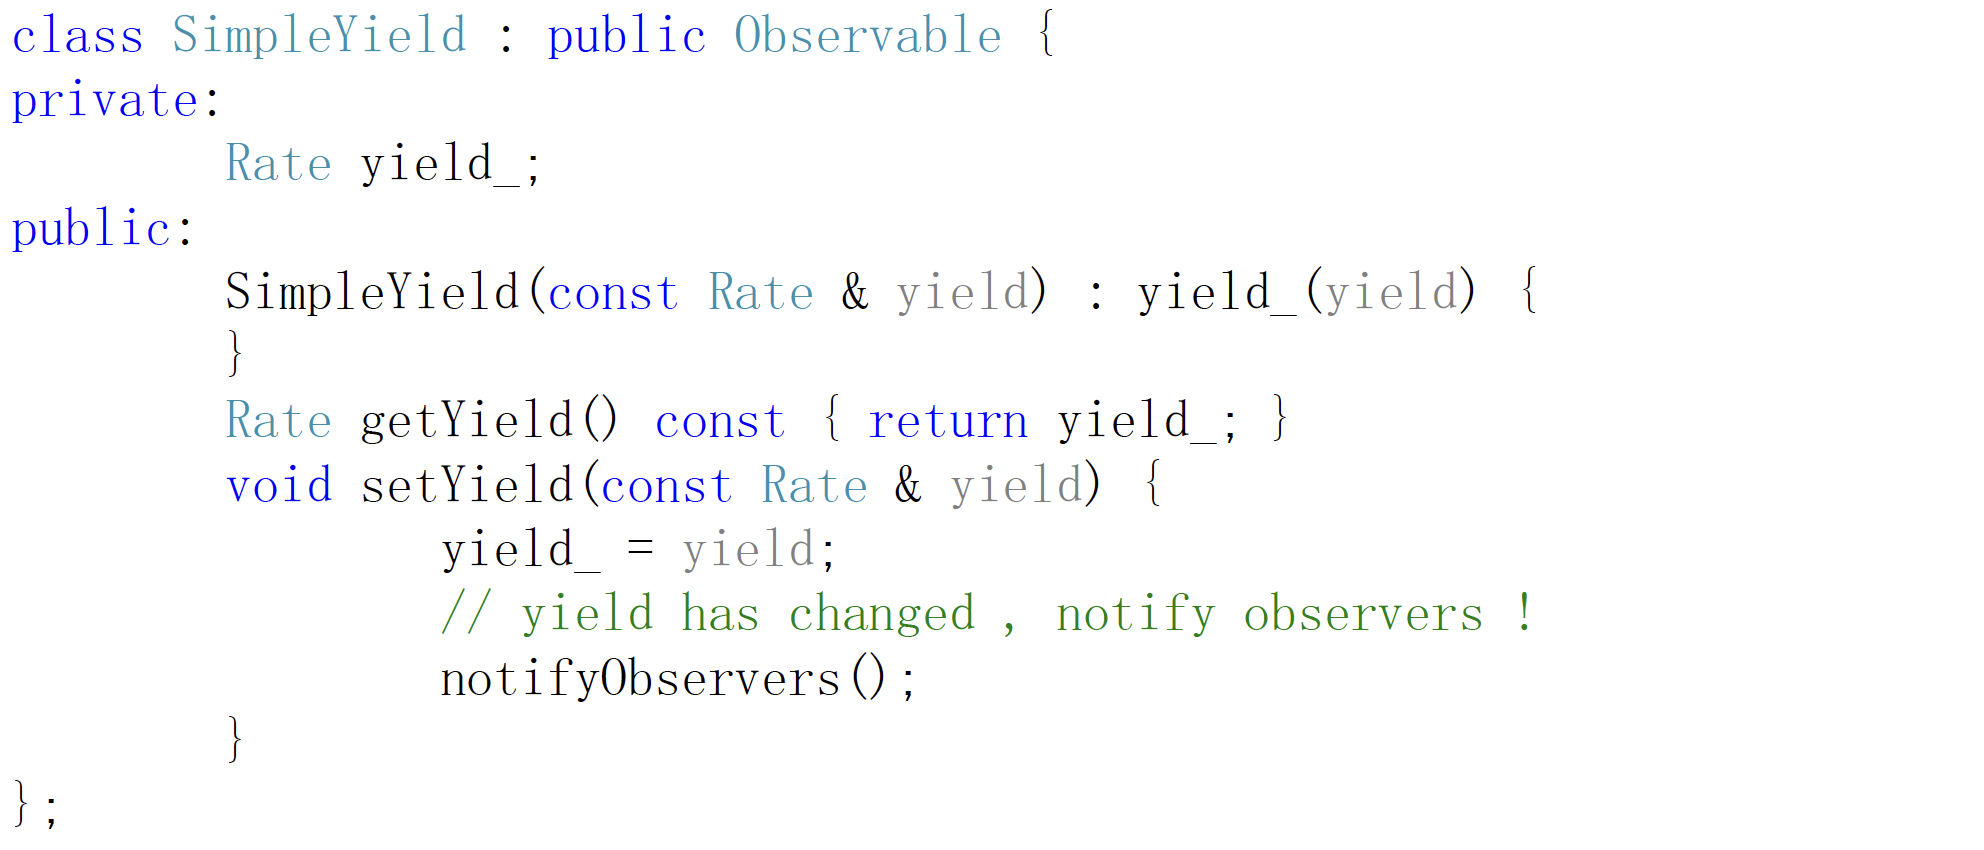 class SimpleYield : public Observable {
private:
        Rate yield_;
public:
        SimpleYield(const Rate & yield) : yield_(yield) {
        }
        Rate getYield() const { return yield_; }
        void setYield(const Rate & yield) {
                yield_ = yield;
                // yield has changed , notify observers !
                notifyObservers();
        }
};